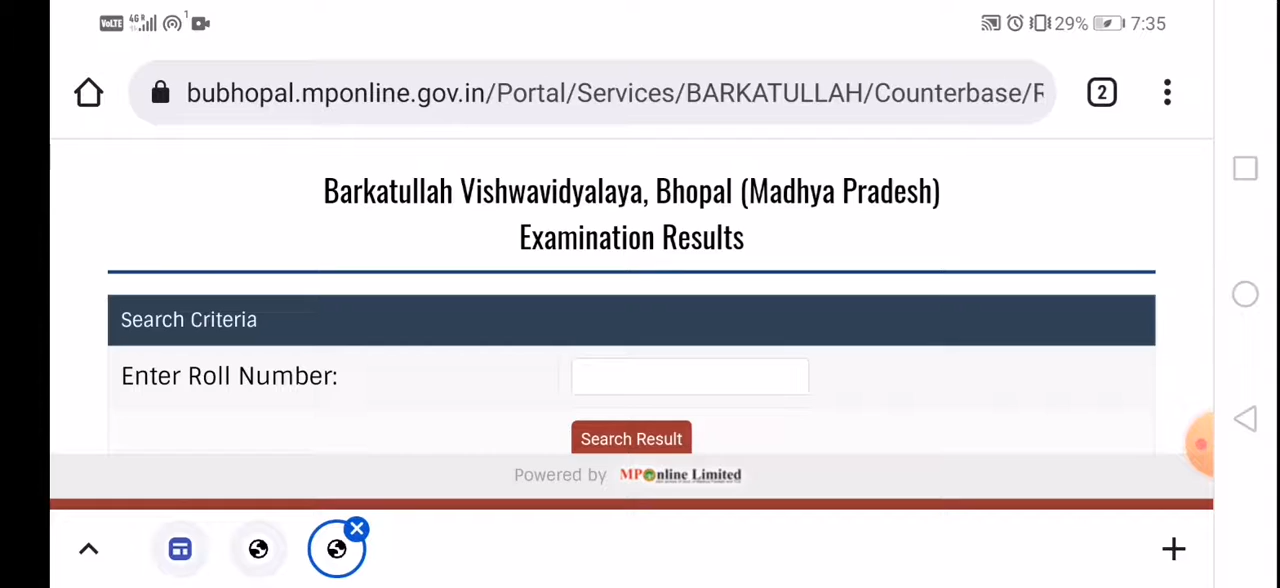 VoLTE 4G R 1 29% 7:35
bubhopal.mponline.gov.in/Portal/Services/BARKATULLAH/Counterbase/F
2
Barkatullah Vishwavidyalaya, Bhopal (Madhya Pradesh)
Examination Results
Search Criteria
Enter Roll Number:
Search Result
Powered by MPOnline Limited